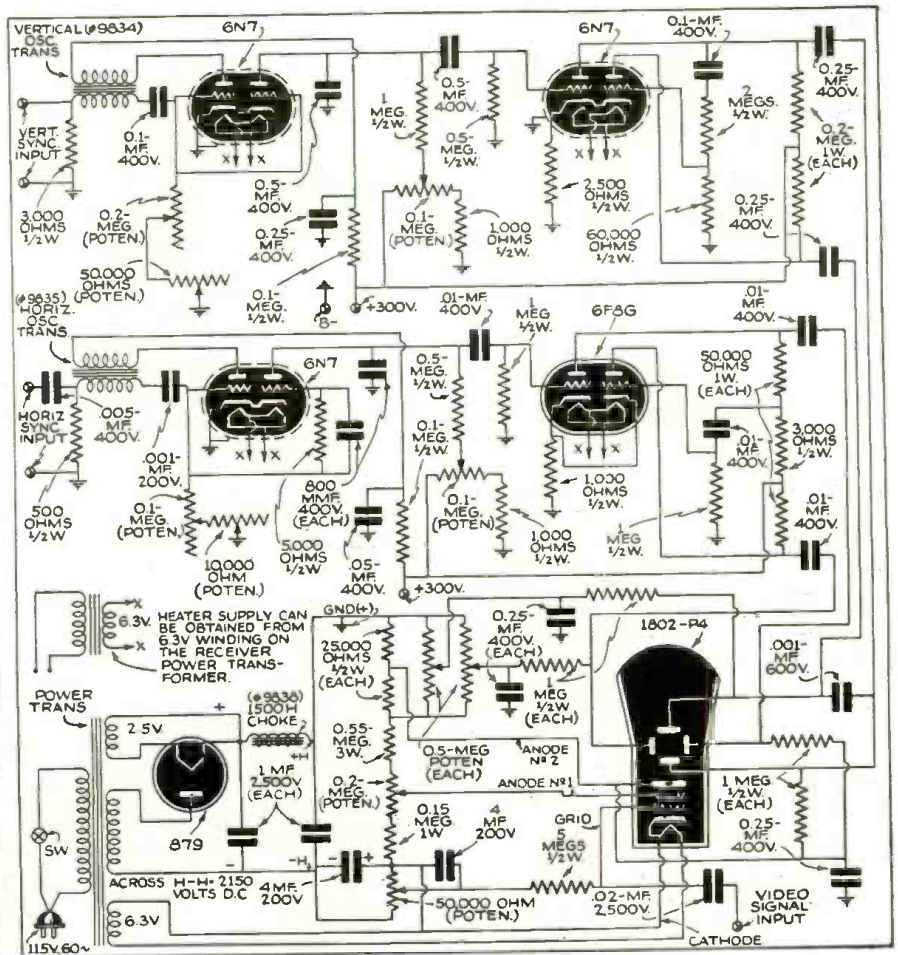 VERTICAL (#9834)
OSC.
TRANS
6N7
6N7
0.1-MF.
400V.
VERT.
SYNC
INPUT
0.1-
MF.
400V.
0.5-
MF.
400V.
1
MEG.
1/2W.
0.5-
MEG.
1/2W.
2
MEGS.
1/2W.
0.25-
MF.
400V.
0.2-
MEG.
1W.
(EACH)
3,000
OHMS
1/2W.
0.2-
MEG.
(POTEN.)
0.5-
MF.
400V.
0.25-
MF.
400V.
X
X
X
X
0.1-
MEG.
(POTEN.)
1,000
OHMS
1/2W.
2,500
OHMS
1/2W.
60,000
OHMS
1/2W.
0.25-
MF.
400V.
50,000
OHMS
(POTEN.)
0.1-
MEG.
1/2W.
B-
+300V.
(#9835)
HORIZ.
OSC
TRANS.
6N7
.01-MF.
400V.
1
MEG.
1/2W.
6F8G
.01-
MF.
400V.
HORIZ
SYNC
INPUT
.005-
MF.
400V.
.001-
MF.
200V.
0.5-
MEG.
1/2W.
0.1-
MEG.
1/2W.
50,000
OHMS
1W.
(EACH)
500
OHMS
1/2W
0.1-
MEG.
(POTEN.)
X
X
800
MMF.
400V.
(EACH)
0.1-
MEG.
(POTEN)
1,000
OHMS
1/2W.
X
X
1,000
OHMS
1/2W.
.01-
MF.
400V.
3,000
OHMS
1/2W.
10,000
OHM
(POTEN.)
5,000
OHMS
1/2W.
.05-
MF.
400V.
1
MEG
1/2W.
.01-
MF.
400V.
+300V.
6.3V.
X
X
HEATER SUPPLY CAN
BE OBTAINED FROM
6.3V WINDING ON
THE RECEIVER
POWER TRANS-
FORMER.
GND(+)
25,000
OHMS
1/2W
(EACH)
0.25-
MF.
400V.
(EACH)
1802-P4
.001-
MF
600V.
POWER
TRANS
2.5V.
+
(#9838)
1500 H
CHOKE
+H
1
MEG
1/2W
(EACH)
0.55-
MEG.
3W.
0.5-MEG
POTEN
(EACH)
ANODE
Nº2
879
1 MF
2,500V
(EACH)
0.2-
MEG.
(POTEN.)
ANODE Nº1
1 MEG
1/2W.
(EACH)
SW
0.15
MEG
1W
4
MF
200V.
GRID
5
MEGS
1/2W.
0.25-
MF.
400V.
-
-H
-
+
ACROSS H-H= 2150
VOLTS D.C
4MF.
200V.
50,000 OHM
(POTEN.)
.02-MF.
2,500V.
VIDEO
SIGNAL
INPUT
6.3V.
115V. 60~
CATHODE